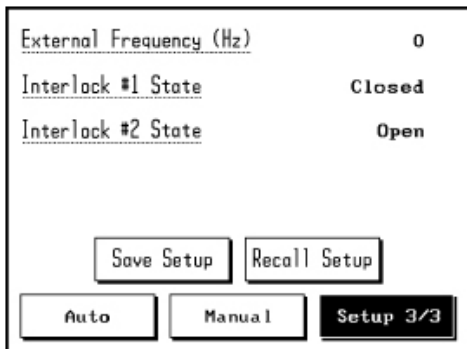 External Frequency (Hz) 0
Interlock #1 State Closed
Interlock #2 State Open
Save Setup Recall Setup
Auto Manual Setup 3/3